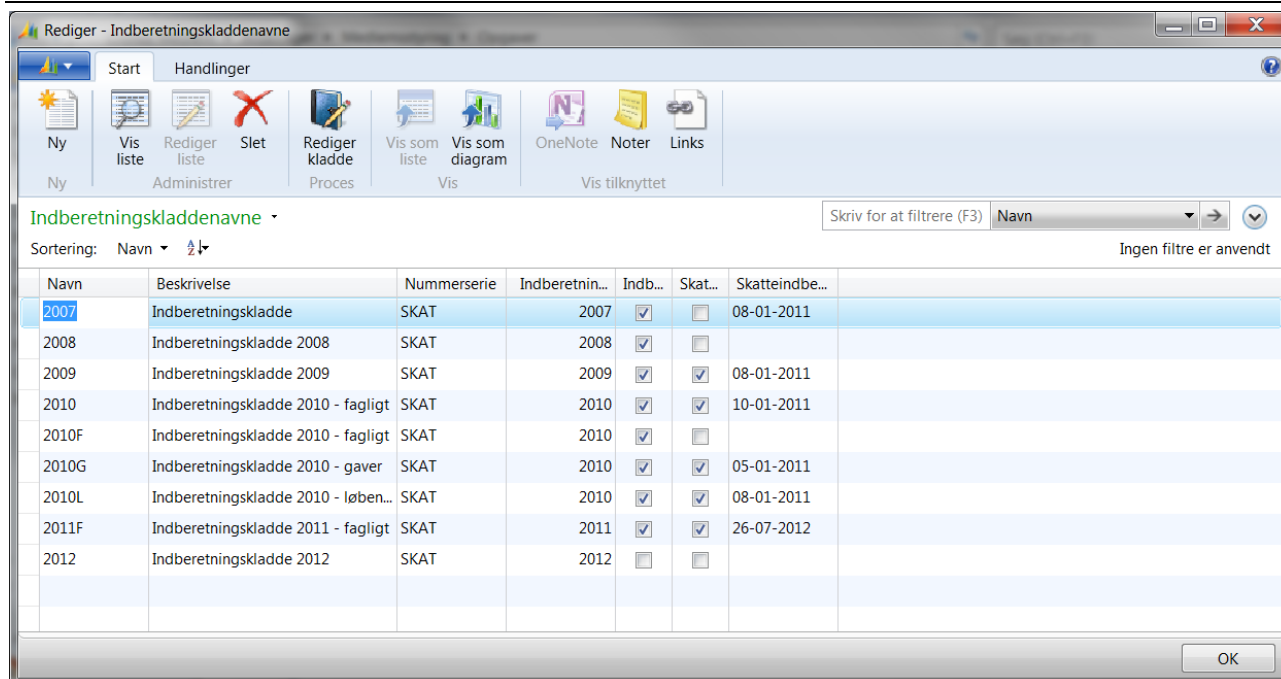 Rediger - Indberetningskladdenavne
Start Handlinger
Ny Vis liste Rediger liste Slet Rediger kladde Vis som liste Vis som diagram OneNote Noter Links
Ny Administrer Proces Vis Vis tilknyttet
Indberetningskladdenavne Skriv for at filtrere (F3) Navn
Sortering: Navn Ingen filtre er anvendt
Navn Beskrivelse Nummerserie Indberetnin... Indb... Skat... Skatteindbe...
2007 Indberetningskladde SKAT 2007 08-01-2011
2008 Indberetningskladde 2008 SKAT 2008
2009 Indberetningskladde 2009 SKAT 2009 08-01-2011
2010 Indberetningskladde 2010 - fagligt SKAT 2010 10-01-2011
2010F Indberetningskladde 2010 - fagligt SKAT 2010
2010G Indberetningskladde 2010 - gaver SKAT 2010 05-01-2011
2010L Indberetningskladde 2010 - løben... SKAT 2010 08-01-2011
2011F Indberetningskladde 2011 - fagligt SKAT 2011 26-07-2012
2012 Indberetningskladde 2012 SKAT 2012
OK